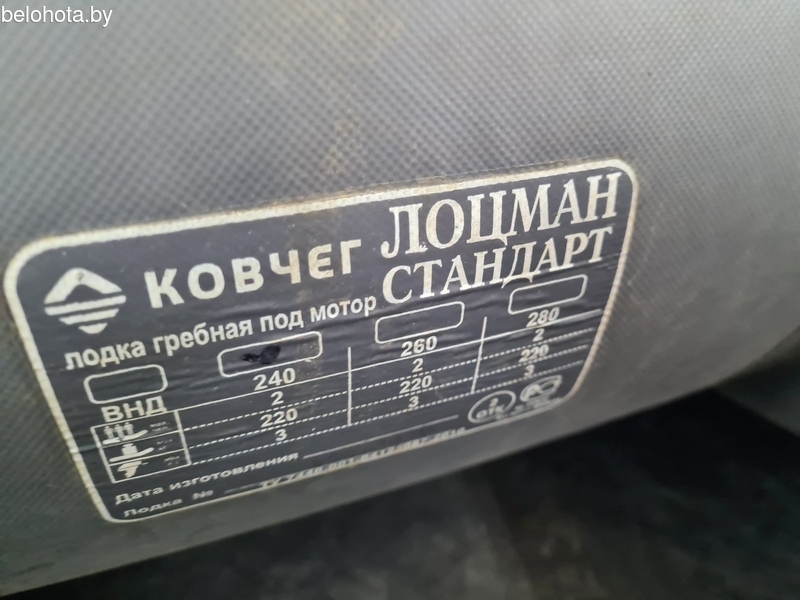 belohota.by
КОВЧЕГ ЛОЦМАН
СТАНДАРТ
лодка гребная под мотор
ВНД 240 260 280
2 2 2
220 220 220
3 3 3
Дата изготовления
Лодка №